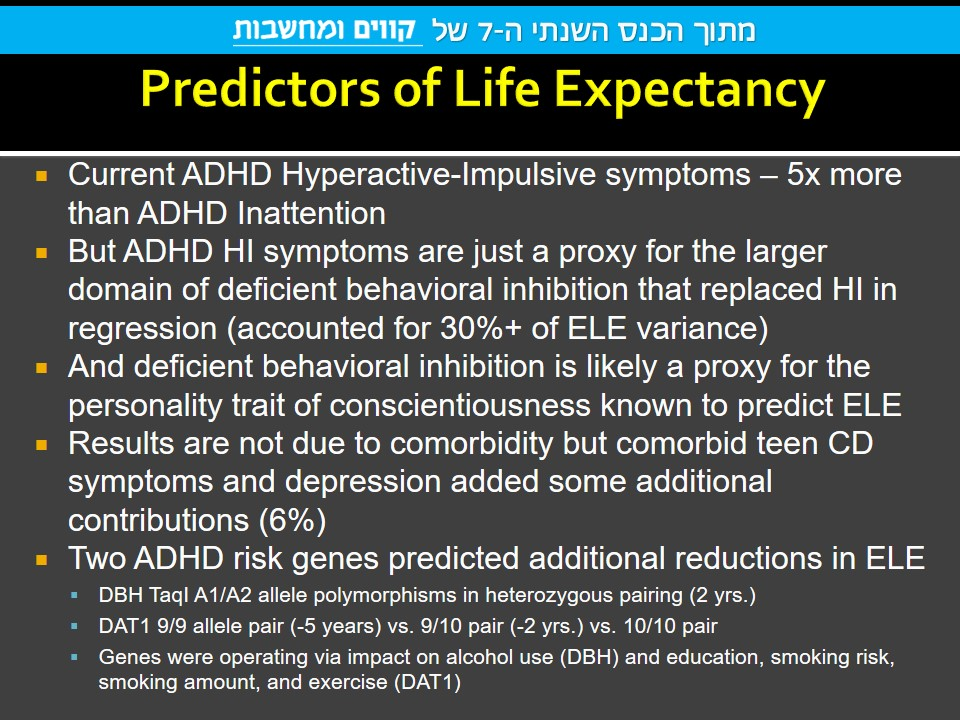 מתוך הכנס השנתי ה-7 של קווים ומחשבות
Predictors of Life Expectancy
Current ADHD Hyperactive-Impulsive symptoms – 5x more
than ADHD Inattention
But ADHD HI symptoms are just a proxy for the larger
domain of deficient behavioral inhibition that replaced HI in
regression (accounted for 30%+ of ELE variance)
And deficient behavioral inhibition is likely a proxy for the
personality trait of conscientiousness known to predict ELE
Results are not due to comorbidity but comorbid teen CD
symptoms and depression added some additional
contributions (6%)
Two ADHD risk genes predicted additional reductions in ELE
DBH TaqI A1/A2 allele polymorphisms in heterozygous pairing (2 yrs.)
DAT1 9/9 allele pair (-5 years) vs. 9/10 pair (-2 yrs.) vs. 10/10 pair
Genes were operating via impact on alcohol use (DBH) and education, smoking risk,
smoking amount, and exercise (DAT1)